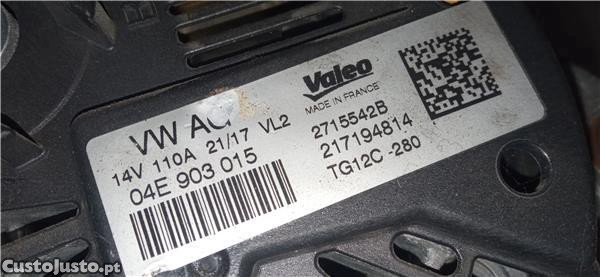 Valeo
MADE IN FRANCE
VW AG
14V 110A 21/17 VL2
04E 903 015
2715542B
217194814
TG12C -280
CustoJusto.pt